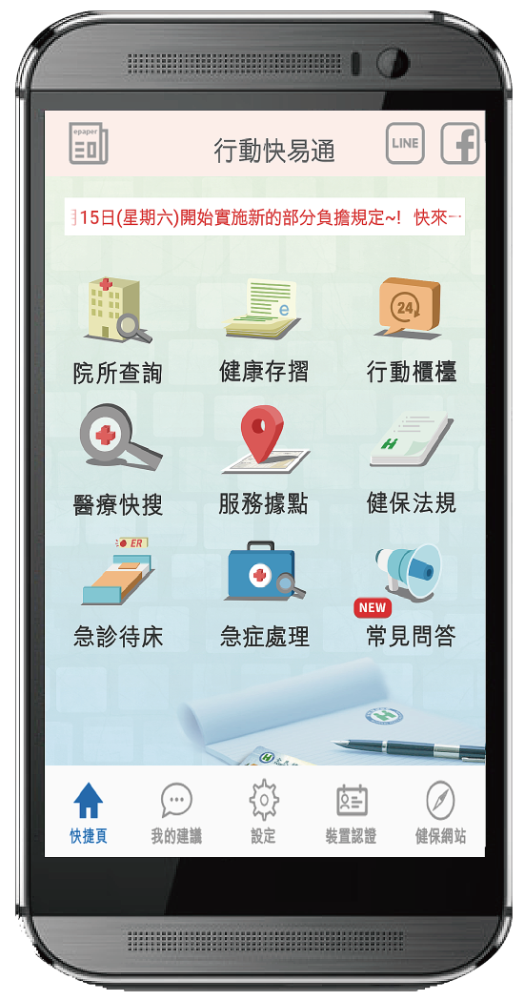 epaper
行動快易通
LINE
15日(星期六)開始實施新的部分負擔規定~! 快來
e
24
院所查詢
健康存摺
行動櫃檯
醫療快搜
服務據點
健保法規
ER
急診待床
急症處理
NEW
常見問答
快捷頁
我的建議
設定
裝置認證
健保網站